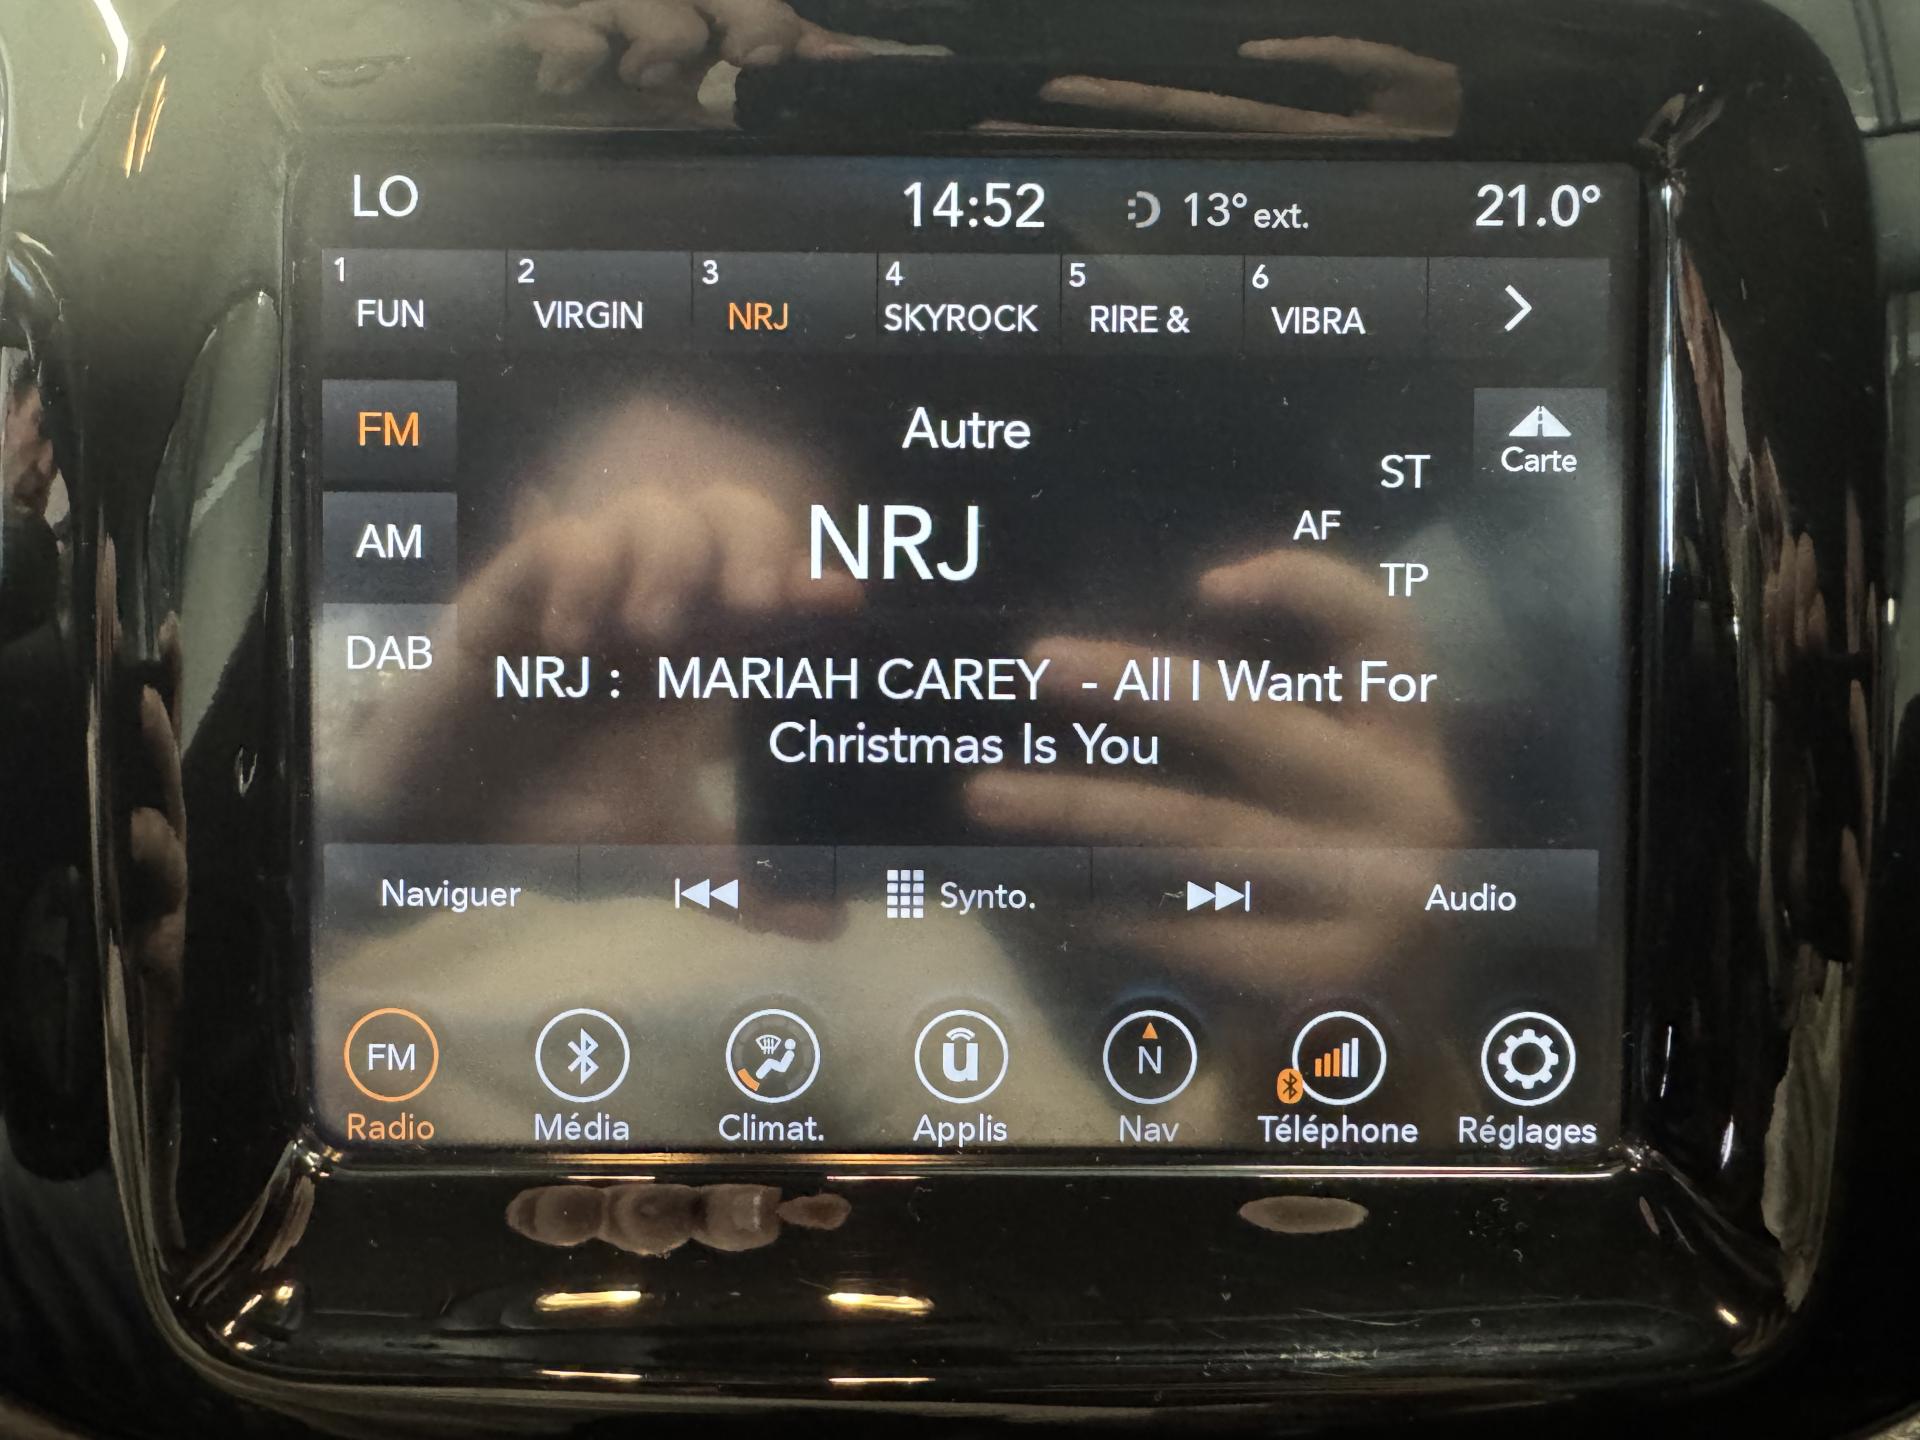 LO 14:52 13° ext. 21.0°
1 FUN 2 VIRGIN 3 NRJ 4 SKYROCK 5 RIRE & 6 VIBRA
FM
Autre
Carte
ST
AF
AM
NRJ
TP
DAB
NRJ : MARIAH CAREY - All I Want For
Christmas Is You
Naviguer Synto. Audio
FM N
Radio Média Climat. Applis Nav Téléphone Réglages